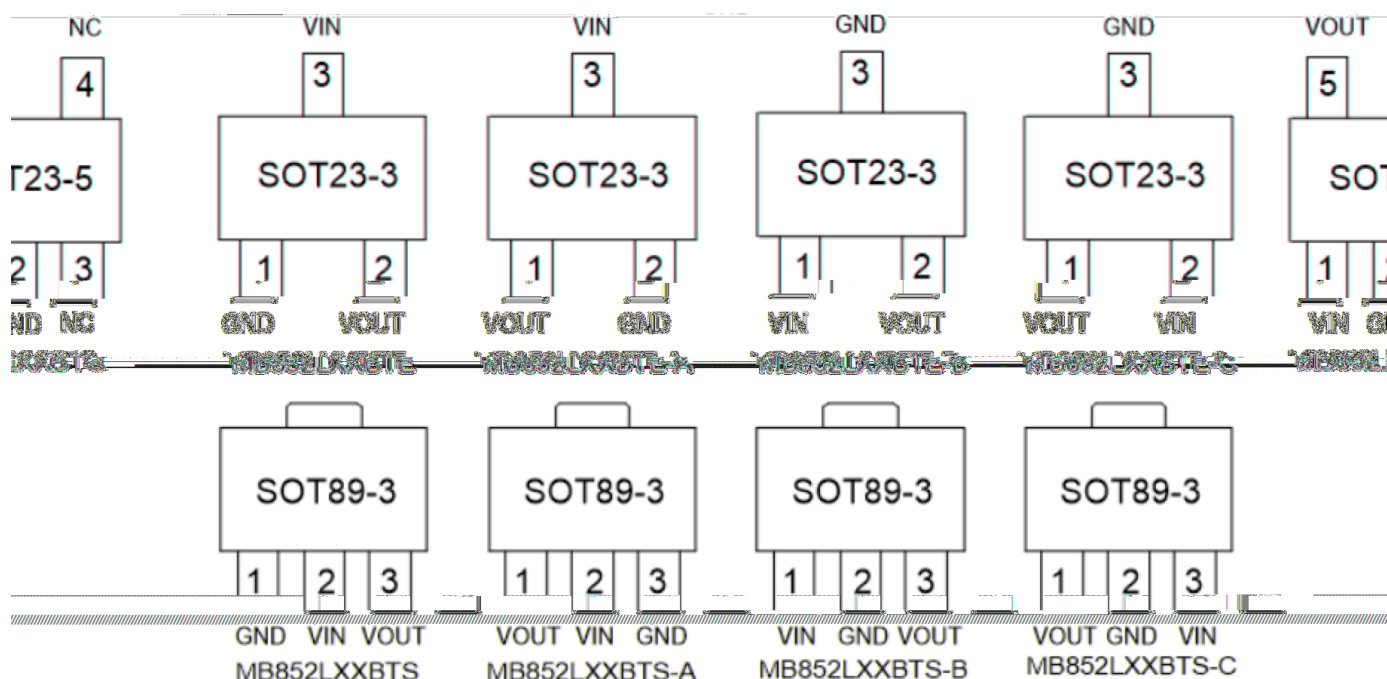 NC VIN VIN GND GND VOUT
4 3 3 3 3 5
T23-5 SOT23-3 SOT23-3 SOT23-3 SOT23-3 SOT
2 3 1 2 1 2 1 2 1 2 1
ND NC GND VOUT VOUT GND VIN VOUT VOUT VIN VIN
SOT89-3 SOT89-3 SOT89-3 SOT89-3
1 2 3 1 2 3 1 2 3 1 2 3
GND VIN VOUT VOUT VIN GND VIN GND VOUT VOUT GND VIN
MB852LXXBTS MB852LXXBTS-A MB852LXXBTS-B MB852LXXBTS-C